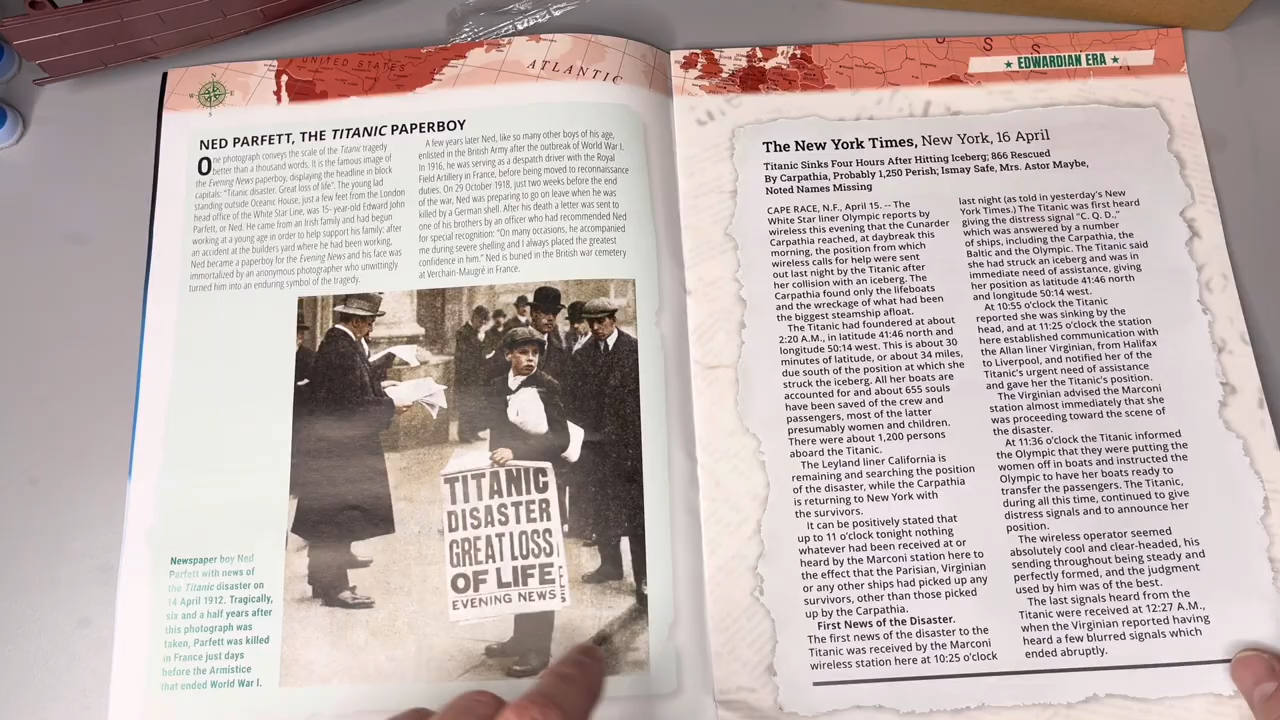 UNITED STATES
ATLANTIC
N
W E
S
NED PARFETT, THE TITANIC PAPERBOY
One photograph conveys the scale of the Titanic tragedy
better than a thousand words. It is the famous image of
the Evening News paperboy, displaying the headline in block
capitals: "Titanic disaster. Great loss of life". The young lad
standing outside Oceanic House, just a few feet from the London
head office of the White Star Line, was 15- year-old Edward John
Parfett, or Ned. He came from an Irish family and had begun
working at a young age in order to help support his family; after
an accident at the builders yard where he had been working,
Ned became a paperboy for the Evening News and his face was
immortalized by an anonymous photographer who unwittingly
turned him into an enduring symbol of the tragedy.
A few years later Ned, like so many other boys of his age,
enlisted in the British Army after the outbreak of World War I.
In 1916, he was serving as a despatch driver with the Royal
Field Artillery in France, before being moved to reconnaissance
duties. On 29 October 1918, just two weeks before the end
of the war, Ned was preparing to go on leave when he was
killed by a German shell. After his death a letter was sent to
one of his brothers by an officer who had recommended Ned
for special recognition: "On many occasions, he accompanied
me during severe shelling and I always placed the greatest
confidence in him." Ned is buried in the British war cemetery
at Verchain-Maugré in France.
TITANIC
DISASTER
GREAT LOSS
OF LIFE
EVENING NEWS
Newspaper boy Ned
Parfett with news of
the Titanic disaster on
14 April 1912. Tragically,
six and a half years after
this photograph was
taken, Parfett was killed
in France just days
before the Armistice
that ended World War I.
S S
★ EDWARDIAN ERA ★
The New York Times, New York, 16 April
Titanic Sinks Four Hours After Hitting Iceberg; 866 Rescued
By Carpathia, Probably 1,250 Perish; Ismay Safe, Mrs. Astor Maybe,
Noted Names Missing
CAPE RACE, N.F., April 15. -- The
White Star liner Olympic reports by
wireless this evening that the Cunarder
Carpathia reached, at daybreak this
morning, the position from which
wireless calls for help were sent
out last night by the Titanic after
her collision with an iceberg. The
Carpathia found only the lifeboats
and the wreckage of what had been
the biggest steamship afloat.
The Titanic had foundered at about
2:20 A.M., in latitude 41:46 north and
longitude 50:14 west. This is about 30
minutes of latitude, or about 34 miles,
due south of the position at which she
struck the iceberg. All her boats are
accounted for and about 655 souls
have been saved of the crew and
passengers, most of the latter
presumably women and children.
There were about 1,200 persons
aboard the Titanic.
The Leyland liner California is
remaining and searching the position
of the disaster, while the Carpathia
is returning to New York with
the survivors.
It can be positively stated that
up to 11 o'clock tonight nothing
whatever had been received at or
heard by the Marconi station here to
the effect that the Parisian, Virginian
or any other ships had picked up any
survivors, other than those picked
up by the Carpathia.
First News of the Disaster.
The first news of the disaster to the
Titanic was received by the Marconi
wireless station here at 10:25 o'clock
last night (as told in yesterday's New
York Times.) The Titanic was first heard
giving the distress signal "C. Q. D.,"
which was answered by a number
of ships, including the Carpathia, the
Baltic and the Olympic. The Titanic said
she had struck an iceberg and was in
immediate need of assistance, giving
her position as latitude 41:46 north
and longitude 50:14 west.
At 10:55 o'clock the Titanic
reported she was sinking by the
head, and at 11:25 o'clock the station
here established communication with
the Allan liner Virginian, from Halifax
to Liverpool, and notified her of the
Titanic's urgent need of assistance
and gave her the Titanic's position.
The Virginian advised the Marconi
station almost immediately that she
was proceeding toward the scene of
the disaster.
At 11:36 o'clock the Titanic informed
the Olympic that they were putting the
women off in boats and instructed the
Olympic to have her boats ready to
transfer the passengers. The Titanic,
during all this time, continued to give
distress signals and to announce her
position.
The wireless operator seemed
absolutely cool and clear-headed, his
sending throughout being steady and
perfectly formed, and the judgment
used by him was of the best.
The last signals heard from the
Titanic were received at 12:27 A.M.,
when the Virginian reported having
heard a few blurred signals which
ended abruptly.